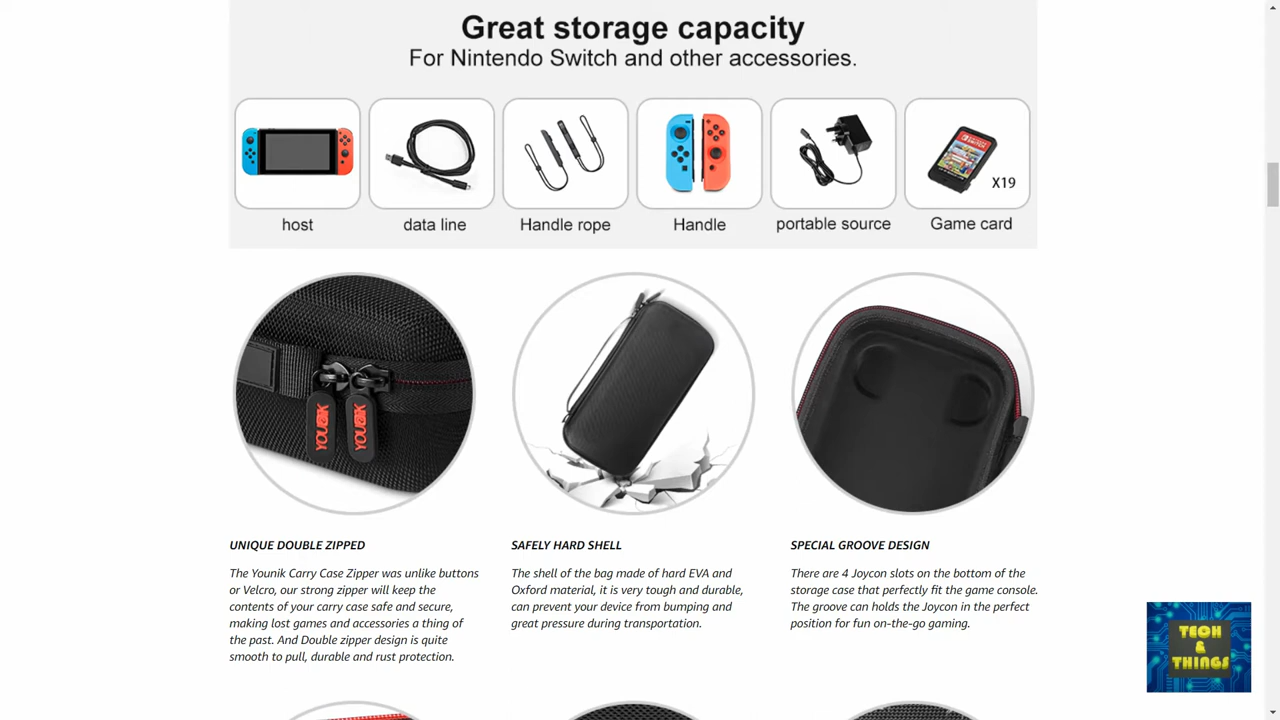 Great storage capacity
For Nintendo Switch and other accessories.
X19
host
data line
Handle rope
Handle
portable source
Game card
YOUNIK YOUNIK
UNIQUE DOUBLE ZIPPED
The Younik Carry Case Zipper was unlike buttons
or Velcro, our strong zipper will keep the
contents of your carry case safe and secure,
making lost games and accessories a thing of
the past. And Double zipper design is quite
smooth to pull, durable and rust protection.
SAFELY HARD SHELL
The shell of the bag made of hard EVA and
Oxford material, it is very tough and durable,
can prevent your device from bumping and
great pressure during transportation.
SPECIAL GROOVE DESIGN
There are 4 Joycon slots on the bottom of the
storage case that perfectly fit the game console.
The groove can holds the Joycon in the perfect
position for fun on-the-go gaming.
TECH
&
THINGS